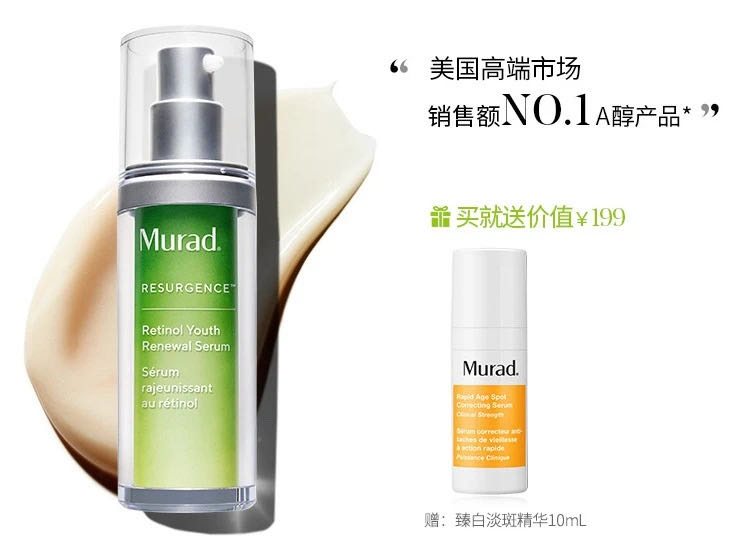 “ 美国高端市场
销售额NO.1A醇产品* ”
买就送价值¥199
Murad.
RESURGENCE™
Retinol Youth
Renewal Serum
Sérum
rajeunissant
au rétinol
Murad.
Rapid Age Spot
Correcting Serum
Clinical Strength
Sérum correcteur anti-
taches de vieillesse
à action rapide
Puissance Clinique
赠：臻白淡斑精华10mL